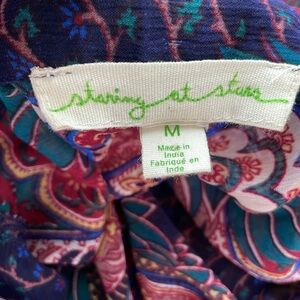 staring at stars
M
Made in
India
Fabriqué en
Inde